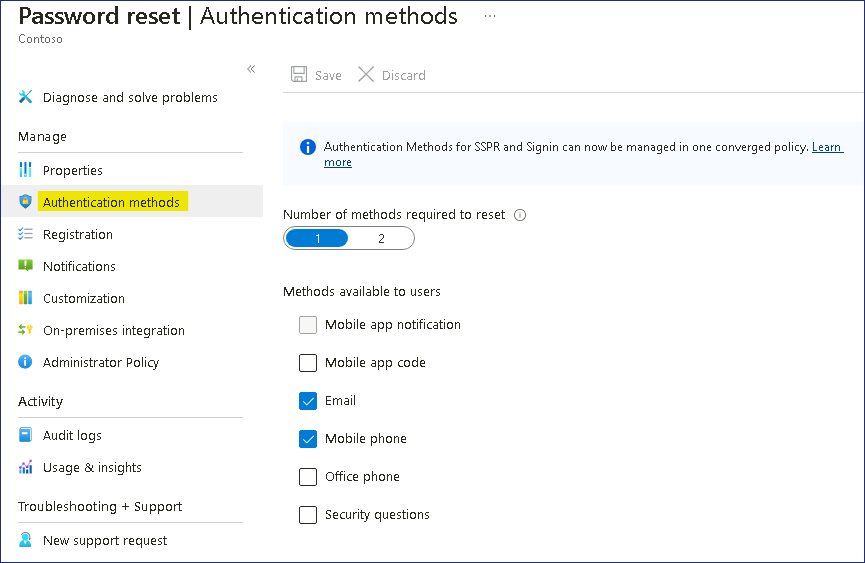 Password reset | Authentication methods ...
Contoso
«
Save Discard
Diagnose and solve problems
Manage
Properties
Authentication methods
Registration
Notifications
Customization
On-premises integration
Administrator Policy
Activity
Audit logs
Usage & insights
Troubleshooting + Support
New support request
Authentication Methods for SSPR and Signin can now be managed in one converged policy. Learn
more
Number of methods required to reset
1 2
Methods available to users
Mobile app notification
Mobile app code
Email
Mobile phone
Office phone
Security questions